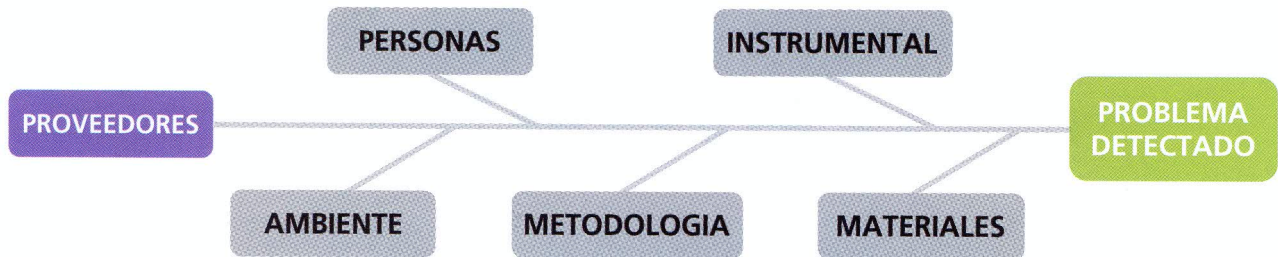 PERSONAS
INSTRUMENTAL
PROVEEDORES
PROBLEMA
DETECTADO
AMBIENTE
METODOLOGIA
MATERIALES